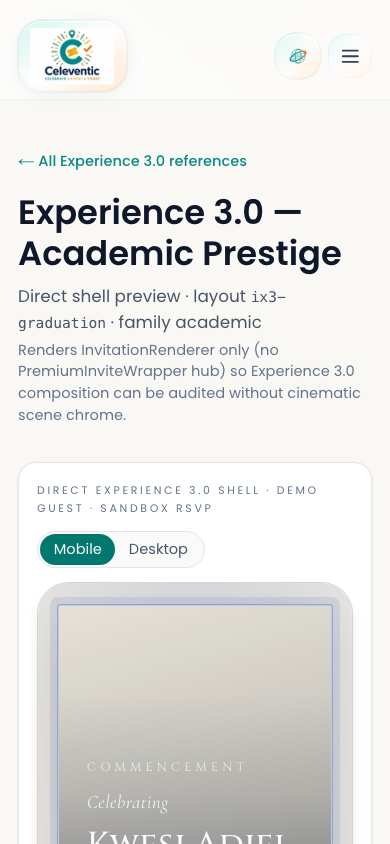 Celeventic
← All Experience 3.0 references
Experience 3.0 —
Academic Prestige
Direct shell preview · layout ix3-
graduation · family academic
Renders InvitationRenderer only (no
PremiumInviteWrapper hub) so Experience 3.0
composition can be audited without cinematic
scene chrome.
DIRECT EXPERIENCE 3.0 SHELL · DEMO
GUEST · SANDBOX RSVP
Mobile Desktop
COMMENCEMENT
Celebrating